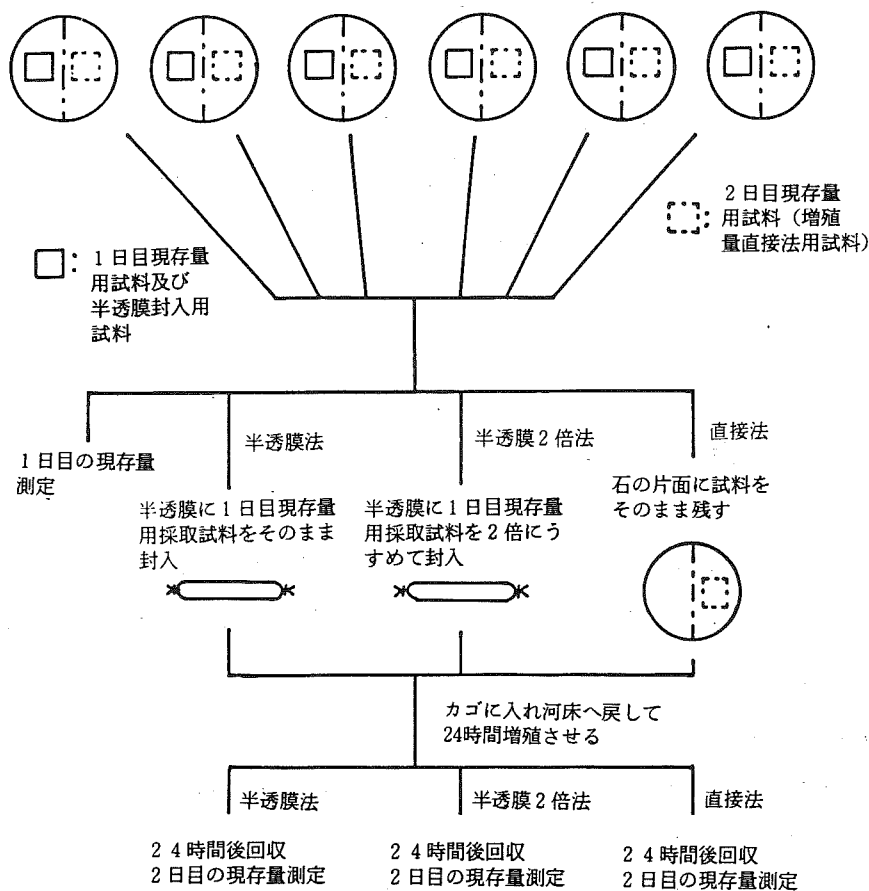 2日目現存量
用試料（増殖
量直接法用試料）
：1日目現存量
用試料及び
半透膜封入用
試料
半透膜法
半透膜2倍法
直接法
1日目の現存量
測定
半透膜に1日目現存量
用採取試料をそのまま
封入
半透膜に1日目現存量
用採取試料を2倍にう
すめて封入
石の片面に試料を
そのまま残す
カゴに入れ河床へ戻して
24時間増殖させる
半透膜法
半透膜2倍法
直接法
24時間後回収
2日目の現存量測定
24時間後回収
2日目の現存量測定
24時間後回収
2日目の現存量測定